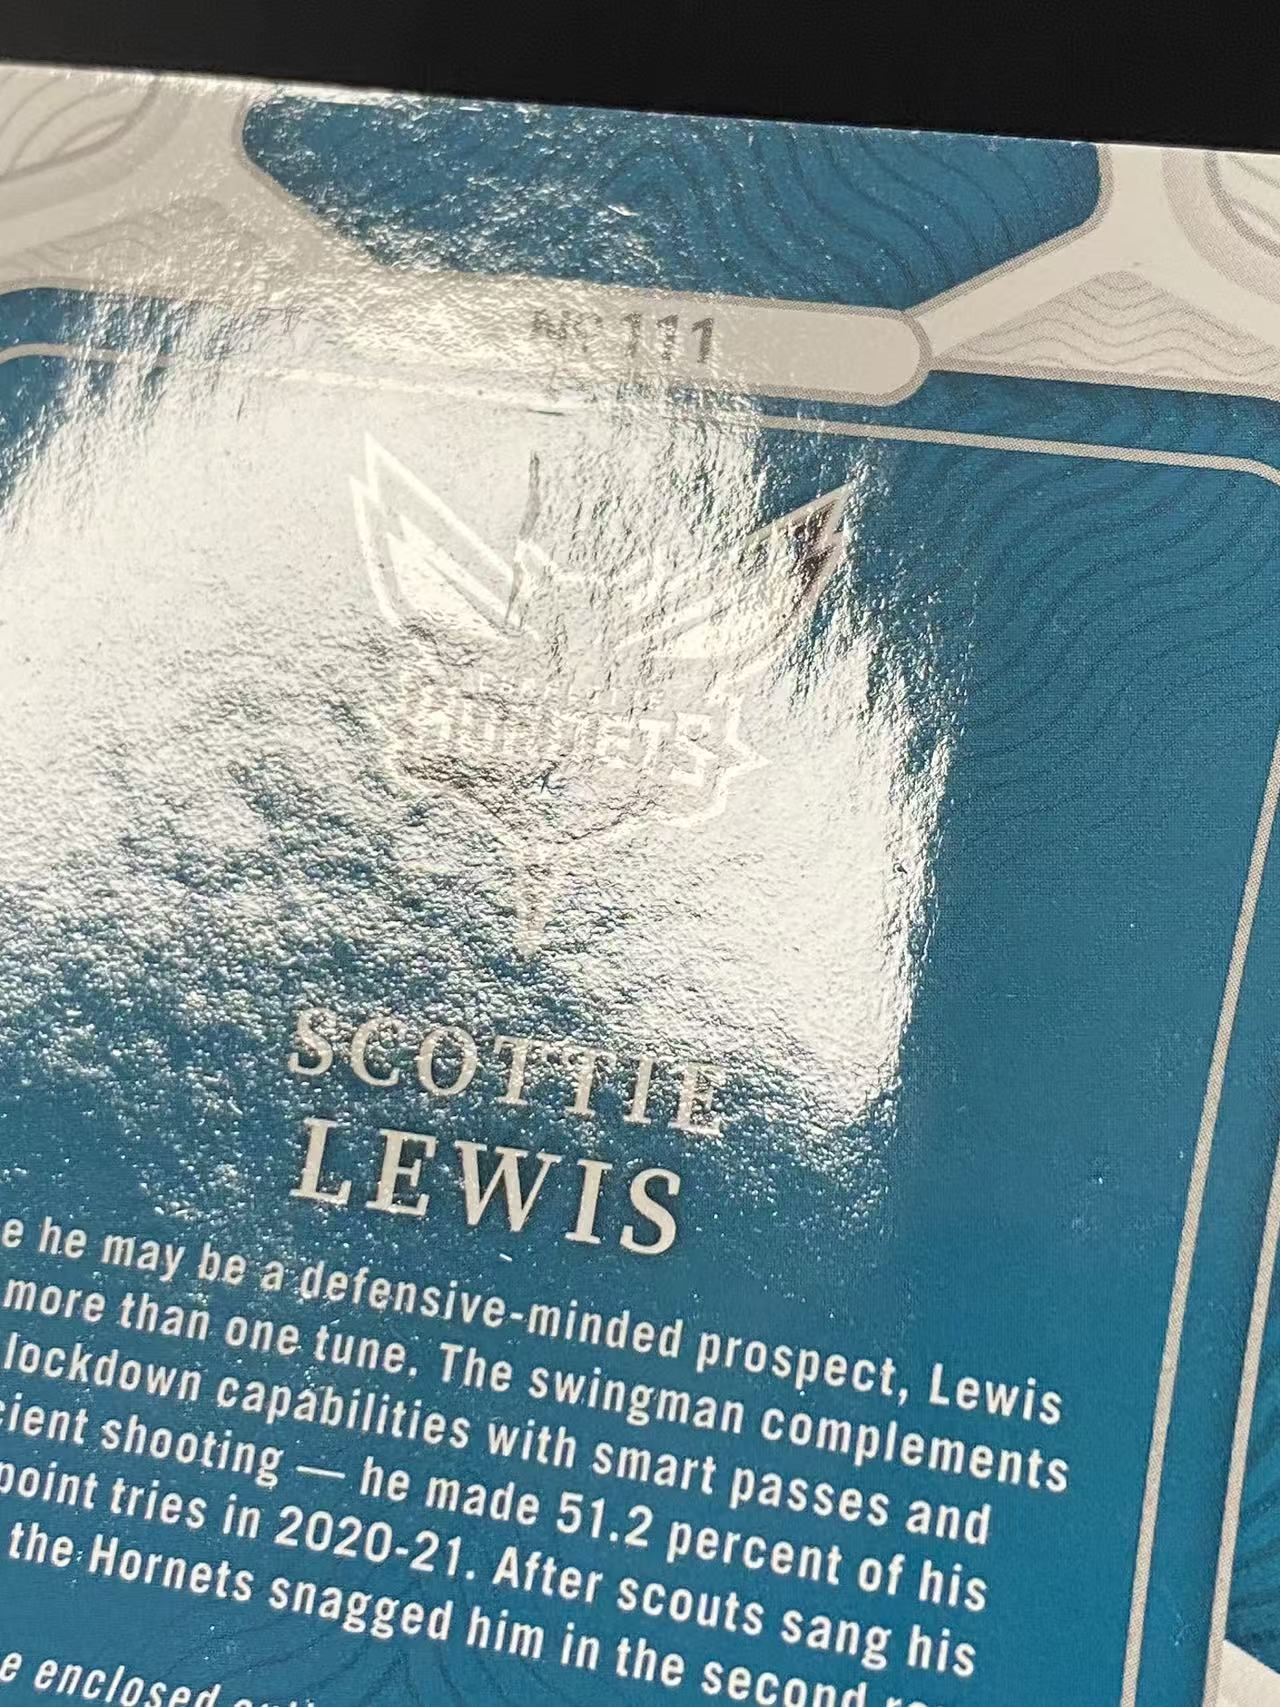 111
HORNETS
SCOTTIE
LEWIS
e he may be a defensive-minded prospect, Lewis
more than one tune. The swingman complements
lockdown capabilities with smart passes and
cient shooting — he made 51.2 percent of his
point tries in 2020-21. After scouts sang his
the Hornets snagged him in the second
e enclosed